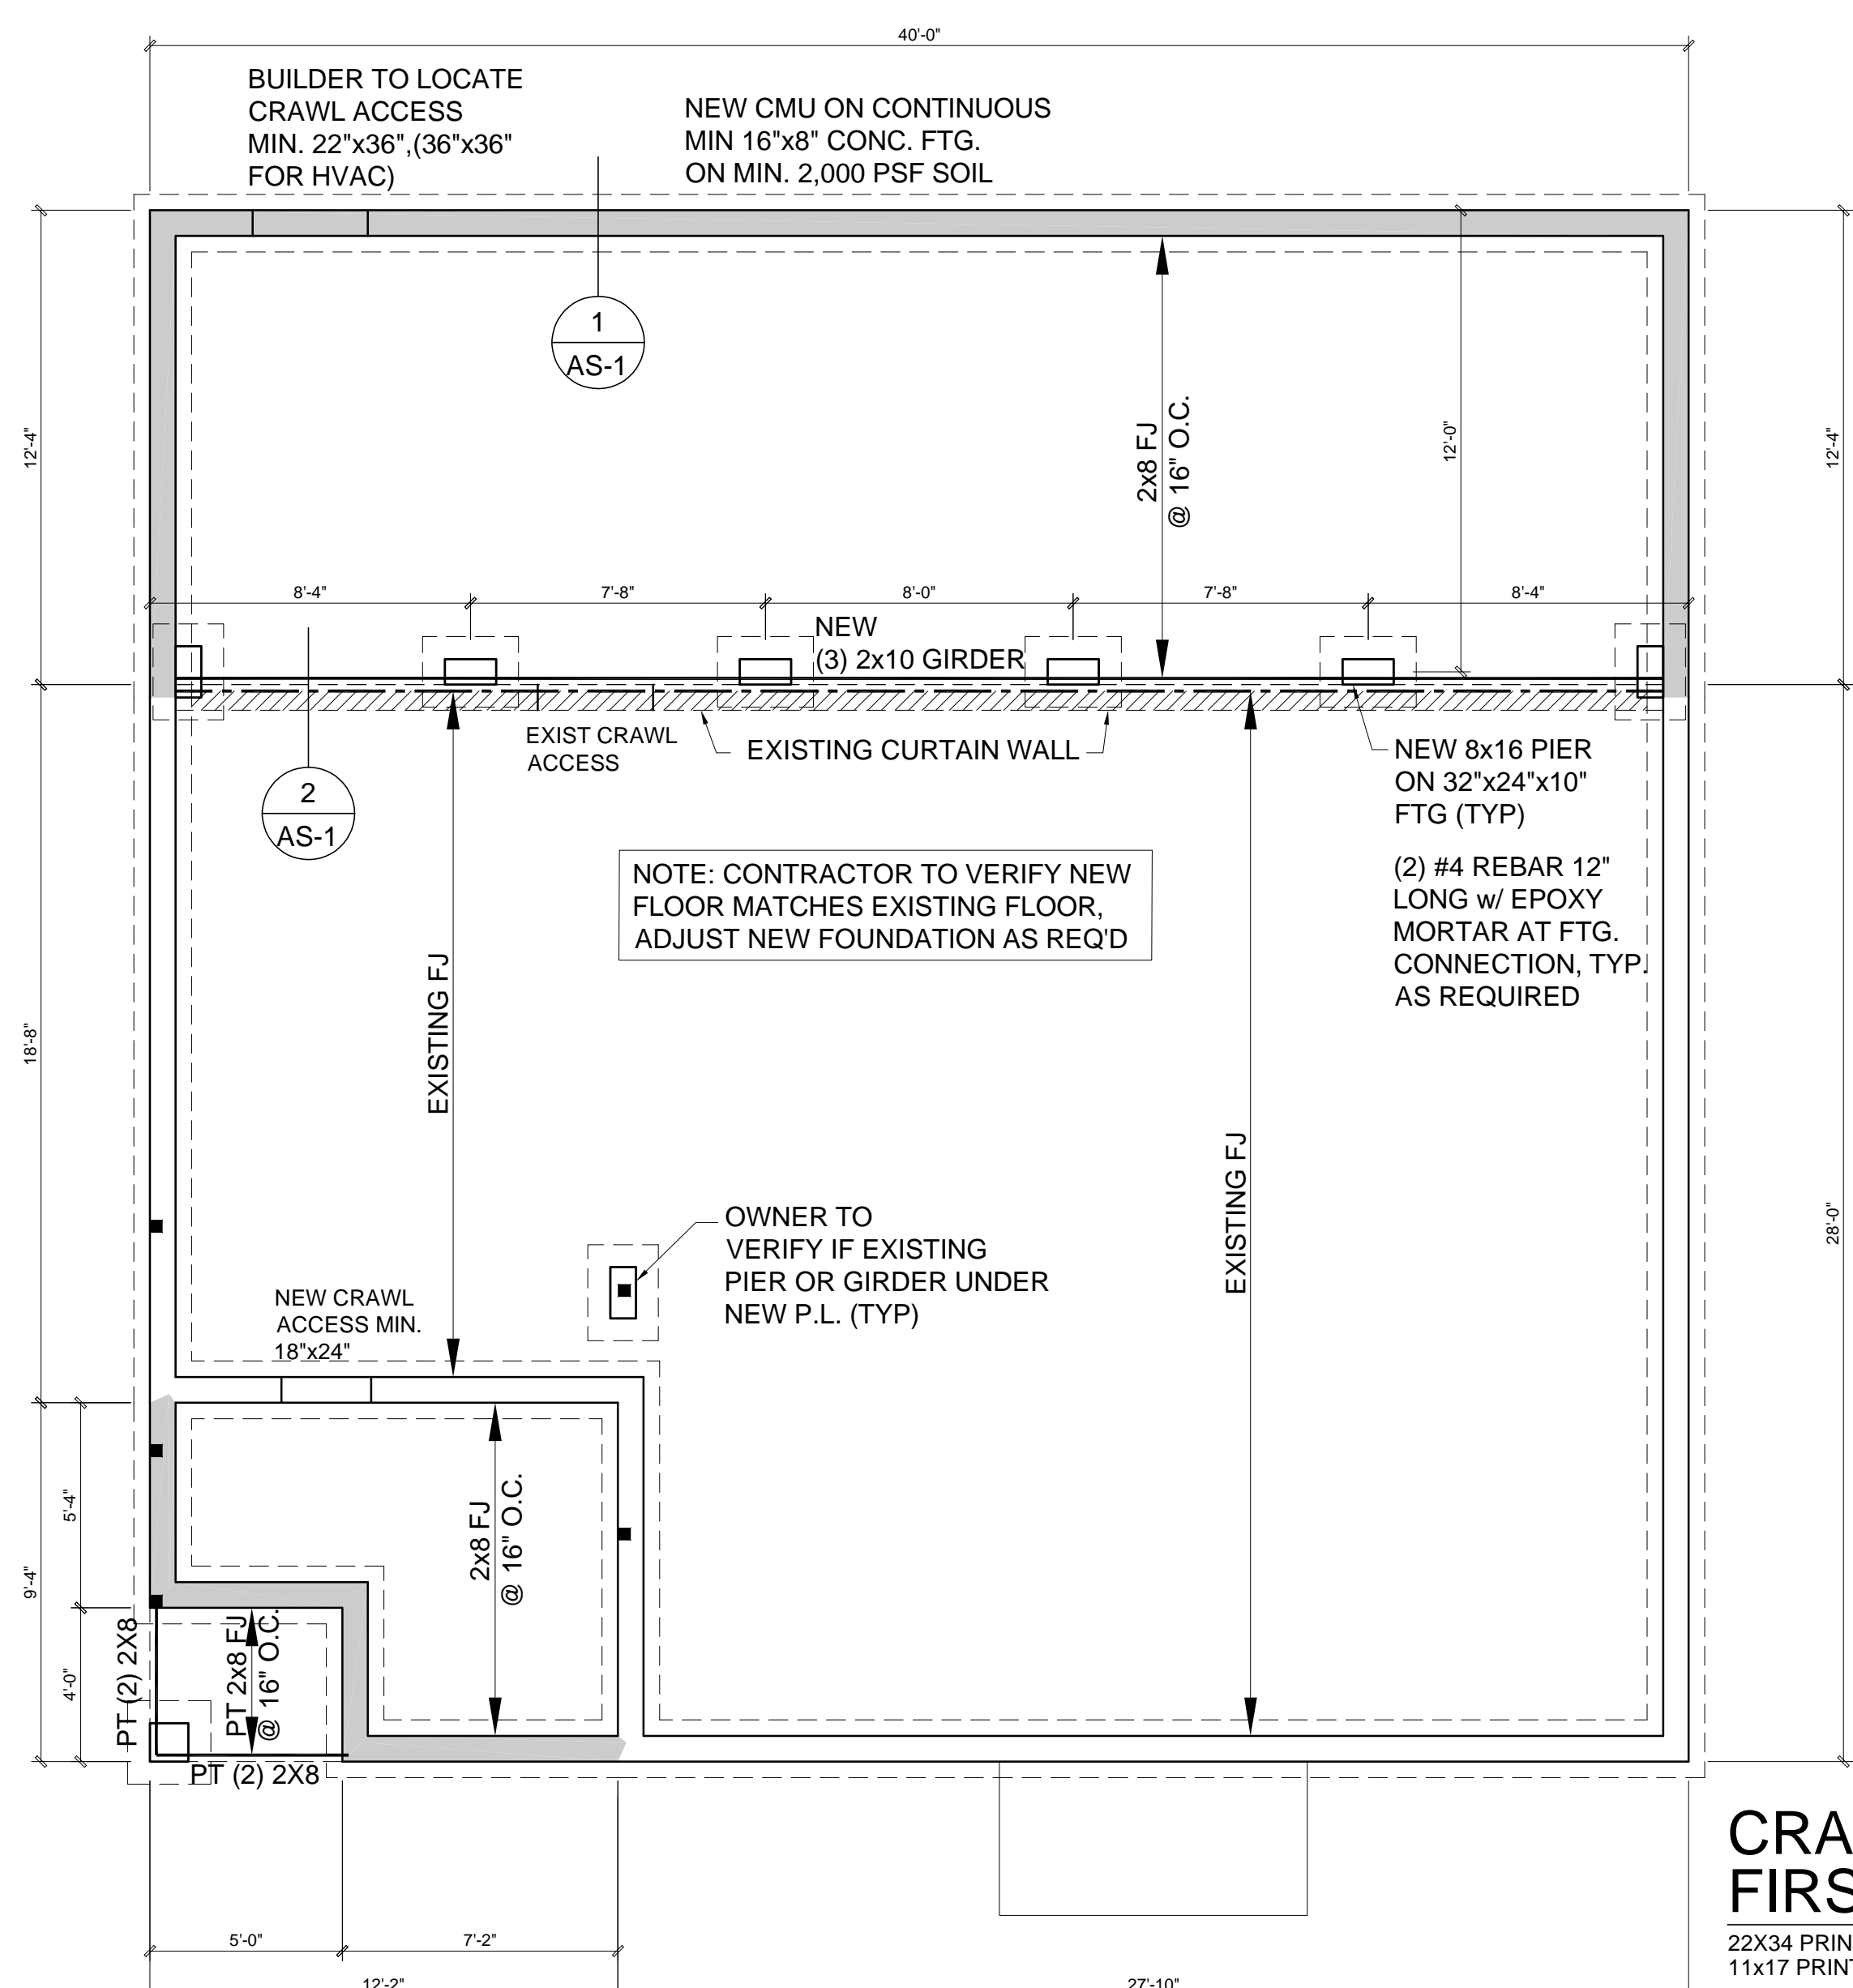 40'-0"
BUILDER TO LOCATE
CRAWL ACCESS
MIN. 22"x36",(36"x36"
FOR HVAC)
NEW CMU ON CONTINUOUS
MIN 16"x8" CONC. FTG.
ON MIN. 2,000 PSF SOIL
1
AS-1
12'-4"
2x8 FJ
@ 16" O.C.
12'-0"
12'-4"
8'-4"
7'-8"
8'-0"
7'-8"
8'-4"
NEW
(3) 2x10 GIRDER
EXIST CRAWL
ACCESS
EXISTING CURTAIN WALL
NEW 8x16 PIER
ON 32"x24"x10"
FTG (TYP)
2
AS-1
(2) #4 REBAR 12"
LONG w/ EPOXY
MORTAR AT FTG.
CONNECTION, TYP.
AS REQUIRED
NOTE: CONTRACTOR TO VERIFY NEW
FLOOR MATCHES EXISTING FLOOR,
ADJUST NEW FOUNDATION AS REQ'D
EXISTING FJ
18'-8"
EXISTING FJ
28'-0"
OWNER TO
VERIFY IF EXISTING
PIER OR GIRDER UNDER
NEW P.L. (TYP)
NEW CRAWL
ACCESS MIN.
18"x24"
9'-4"
5'-4"
2x8 FJ
@ 16" O.C.
4'-0"
PT (2) 2X8
PT 2x8 FJ
@ 16" O.C.
PT (2) 2X8
CRA
FIRS
22X34 PRIN
11x17 PRINT
5'-0"
7'-2"
12'-2"
27'-10"